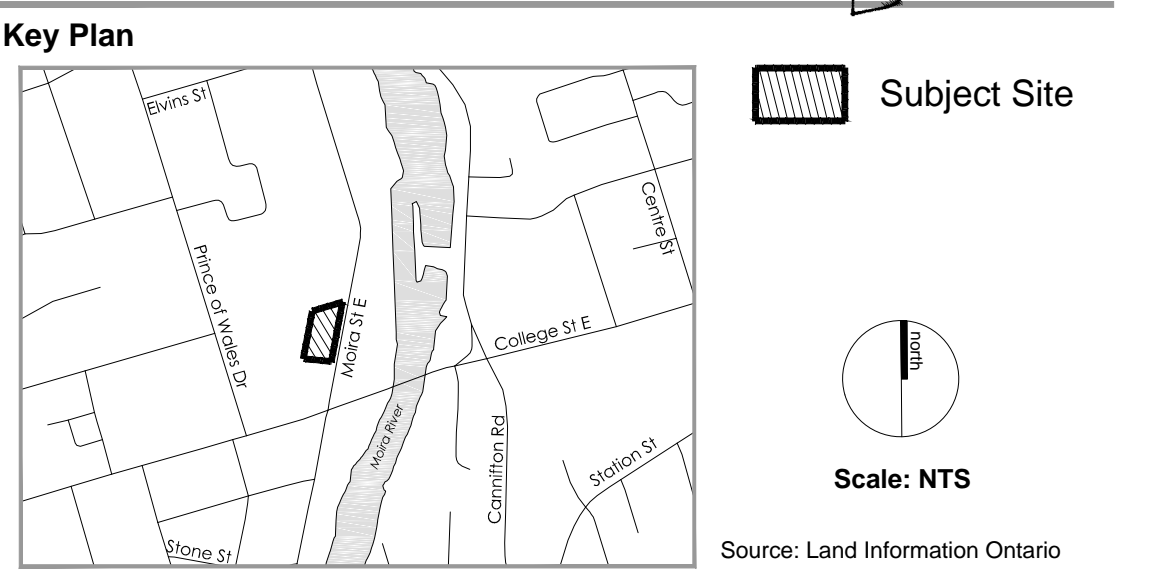 Key Plan
Elvins St
Prince of Wales Dr
Moira St E
Moira River
College St E
Centre St
Cannifton Rd
Station St
Stone St
Subject Site
north
Scale: NTS
Source: Land Information Ontario